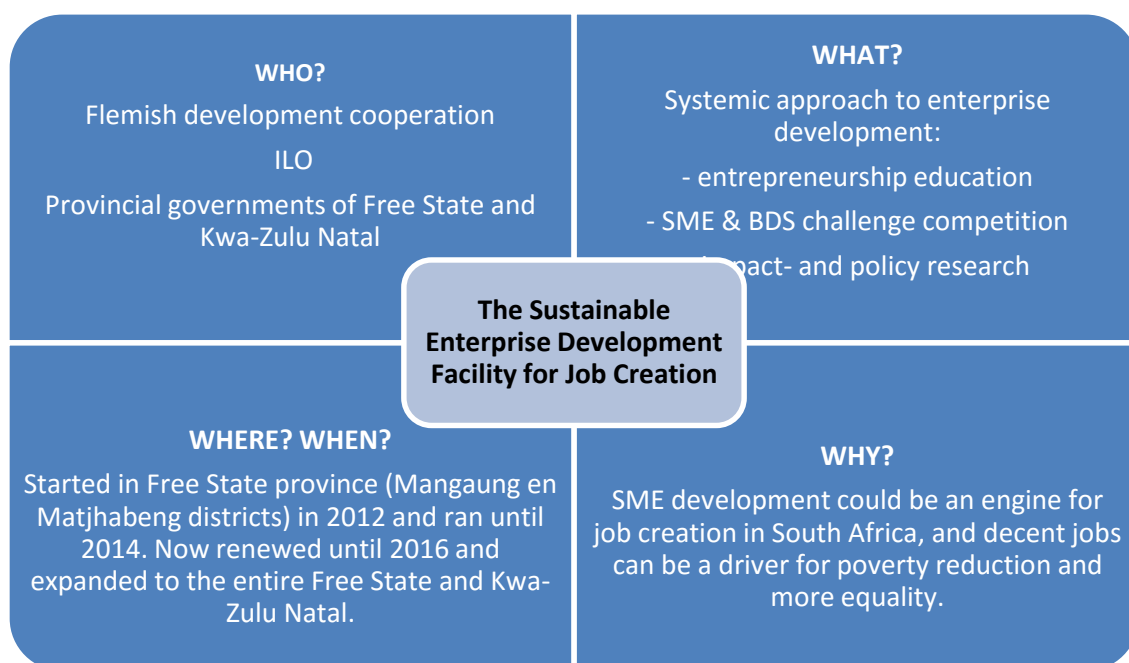 WHO?
Flemish development cooperation
ILO
Provincial governments of Free State and
Kwa-Zulu Natal
WHAT?
Systemic approach to enterprise
development:
- entrepreneurship education
- SME & BDS challenge competition
and policy research
The Sustainable
Enterprise Development
Facility for Job Creation
WHERE? WHEN?
Started in Free State province (Mangaung en
Matjhabeng districts) in 2012 and ran until
2014. Now renewed until 2016 and
expanded to the entire Free State and Kwa-
Zulu Natal.
WHY?
SME development could be an engine for
job creation in South Africa, and decent jobs
can be a driver for poverty reduction and
more equality.